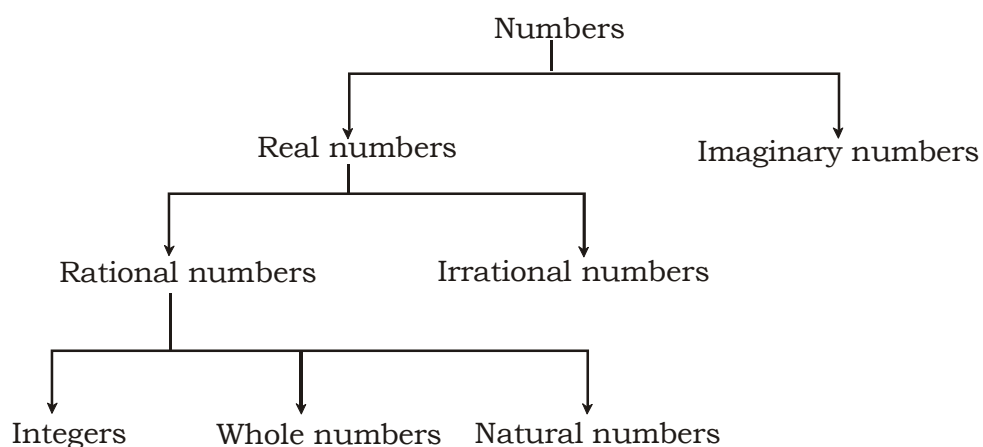 Numbers
Real numbers
Imaginary numbers
Rational numbers
Irrational numbers
Integers
Whole numbers
Natural numbers